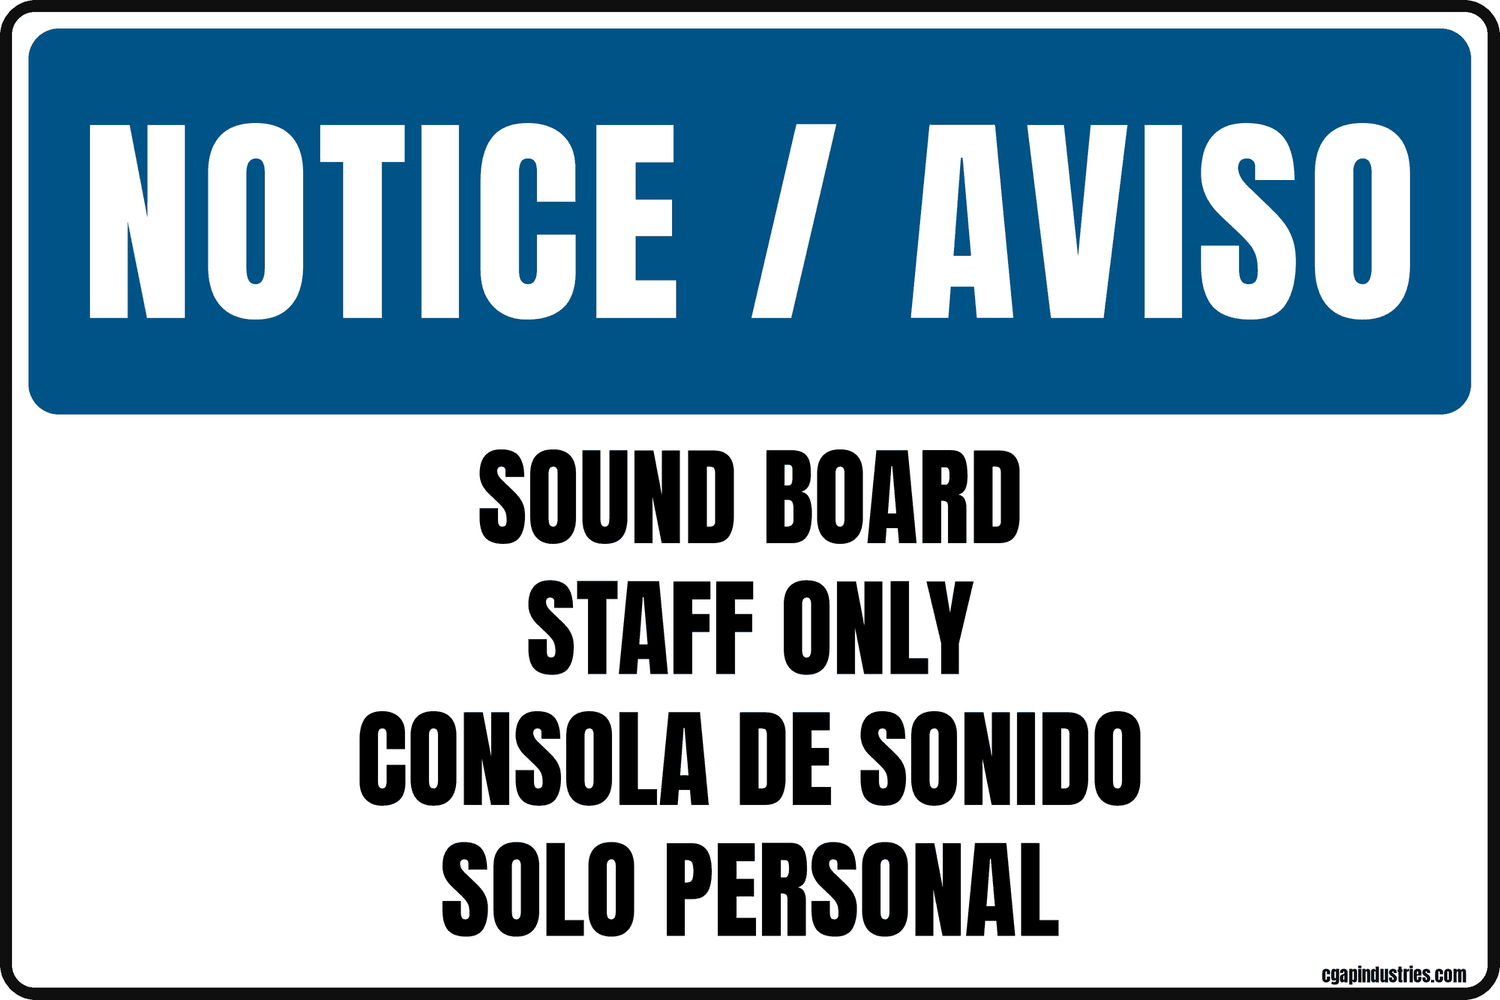 NOTICE / AVISO
SOUND BOARD
STAFF ONLY
CONSOLA DE SONIDO
SOLO PERSONAL
cgapindustries.com